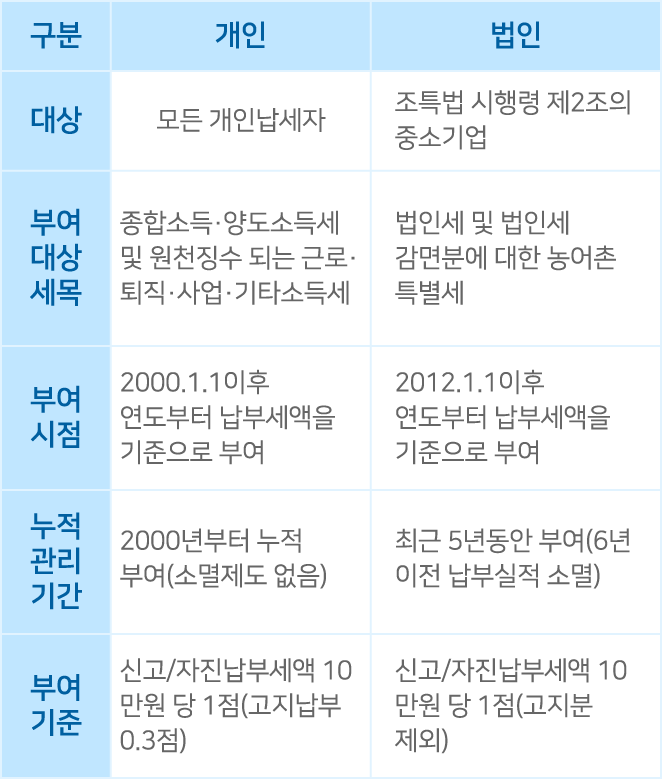 구분
개인
법인
대상
모든 개인납세자
조특법 시행령 제2조의
중소기업
부여
대상
세목
종합소득·양도소득세
및 원천징수 되는 근로·
퇴직·사업·기타소득세
법인세 및 법인세
감면분에 대한 농어촌
특별세
부여
시점
2000.1.1이후
연도부터 납부세액을
기준으로 부여
2012.1.1이후
연도부터 납부세액을
기준으로 부여
누적
관리
기간
2000년부터 누적
부여(소멸제도 없음)
최근 5년동안 부여(6년
이전 납부실적 소멸)
부여
기준
신고/자진납부세액 10
만원 당 1점(고지납부
0.3점)
신고/자진납부세액 10
만원 당 1점(고지분
제외)